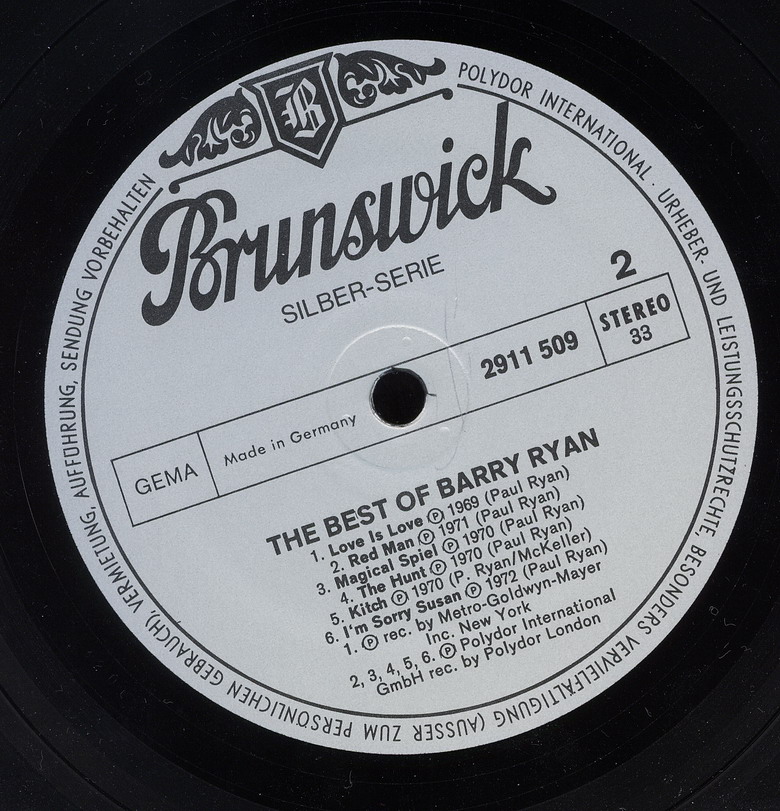 B
Brunswick
SILBER-SERIE
2
GEMA
Made in Germany
2911 509
STEREO
33
THE BEST OF BARRY RYAN
1. Love Is Love Ⓟ 1969 (Paul Ryan)
2. Red Man Ⓟ 1971 (Paul Ryan)
3. Magical Spiel Ⓟ 1970 (Paul Ryan)
4. The Hunt Ⓟ 1970 (Paul Ryan)
5. Kitch Ⓟ 1970 (P. Ryan/McKeller)
6. I'm Sorry Susan Ⓟ 1972 (Paul Ryan)
1. Ⓟ rec. by Metro-Goldwyn-Mayer
Inc. New York
2, 3, 4, 5, 6. Ⓟ Polydor International
GmbH rec. by Polydor London
POLYDOR INTERNATIONAL · URHEBER- UND LEISTUNGSSCHUTZRECHTE, BESONDERS VERVIELFÄLTIGUNG (AUSSER ZUM PERSÖNLICHEN GEBRAUCH), VERMIETUNG, AUFFÜHRUNG, SENDUNG VORBEHALTEN